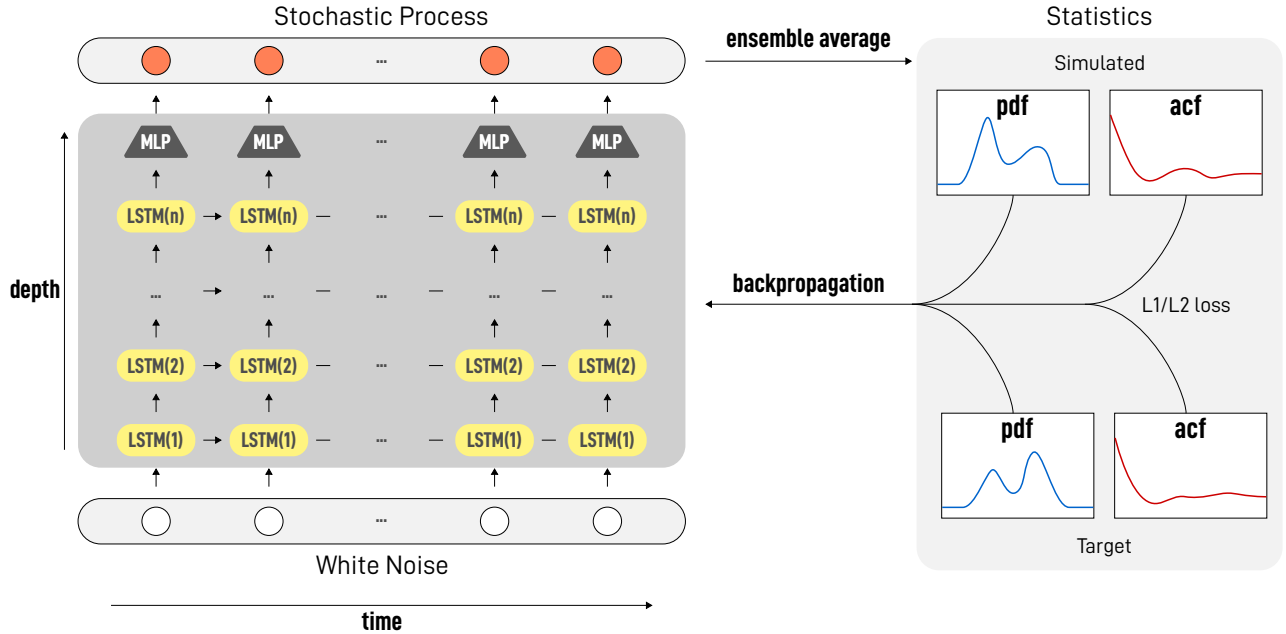 Stochastic Process
Statistics
...
ensemble average
Simulated
pdf
acf
MLP MLP ... MLP MLP
LSTM(n) LSTM(n) ... LSTM(n) LSTM(n)
depth
... ... ... ... ...
backpropagation
L1/L2 loss
LSTM(2) LSTM(2) ... LSTM(2) LSTM(2)
LSTM(1) LSTM(1) ... LSTM(1) LSTM(1)
pdf
acf
...
Target
White Noise
time